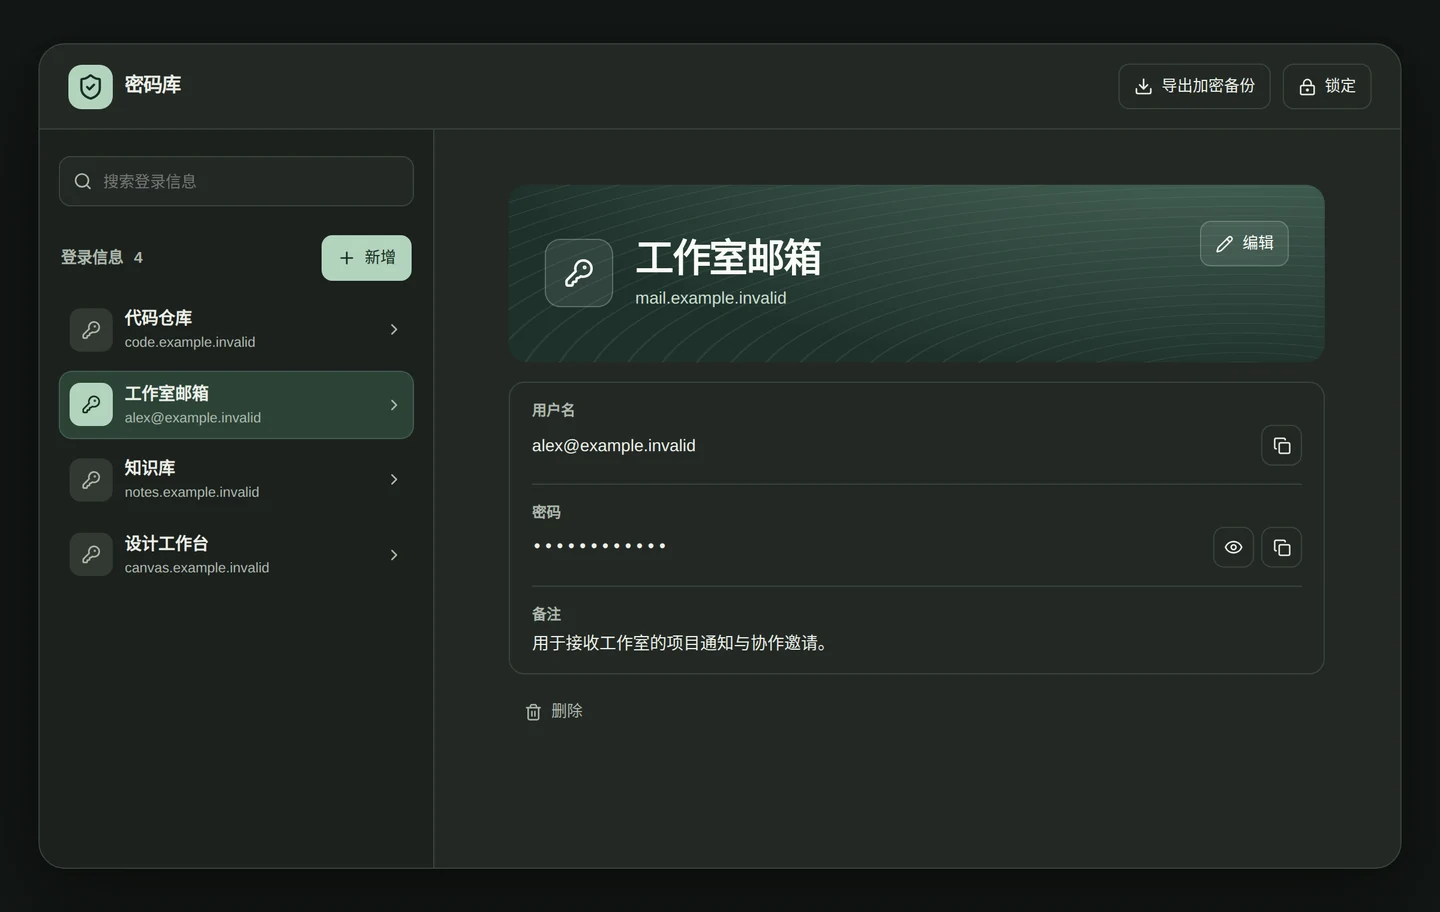 密码库
导出加密备份
锁定
搜索登录信息
登录信息 4
新增
代码仓库
code.example.invalid
工作室邮箱
alex@example.invalid
知识库
notes.example.invalid
设计工作台
canvas.example.invalid
工作室邮箱
mail.example.invalid
编辑
用户名
alex@example.invalid
密码
••••••••••••
备注
用于接收工作室的项目通知与协作邀请。
删除